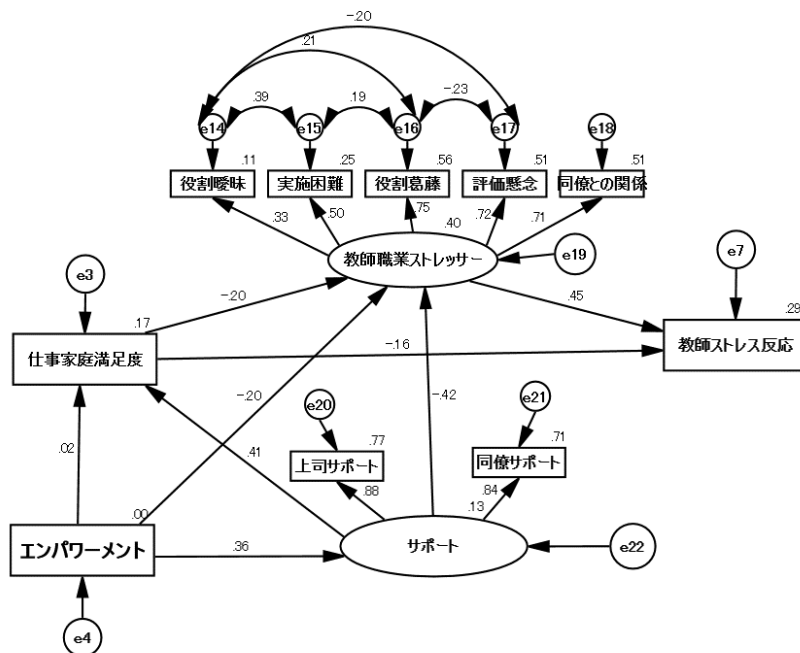 -.20
.21
.39
.19
-.23
e14
e15
e16
e17
e18
.11
.25
.56
.51
.51
役割曖昧
実施困難
役割葛藤
評価懸念
同僚との関係
.33
.50
.75
.72
.71
.40
教師職業ストレッサー
e19
e3
e7
-.20
.45
.17
.29
仕事家庭満足度
-.16
教師ストレス反応
-.20
-.42
e20
e21
.77
.71
上司サポート
同僚サポート
.02
.41
.88
.84
.00
.13
エンパワーメント
.36
サポート
e22
e4